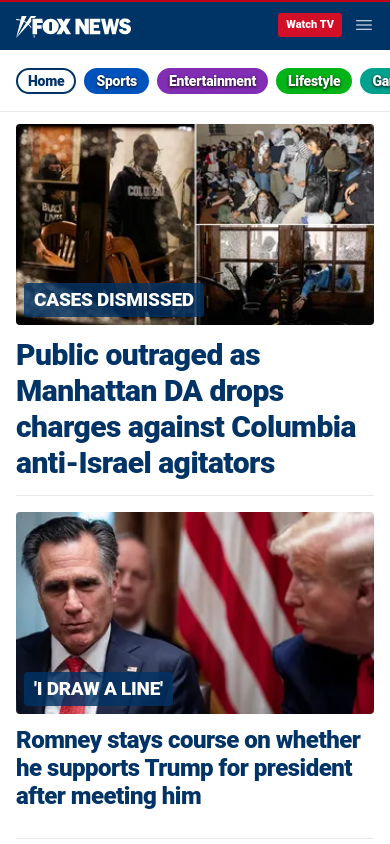 FOX NEWS
Watch TV
Home Sports Entertainment Lifestyle Ga
BLACK
LIVES
CASES DISMISSED
Public outraged as
Manhattan DA drops
charges against Columbia
anti-Israel agitators
'I DRAW A LINE'
Romney stays course on whether
he supports Trump for president
after meeting him